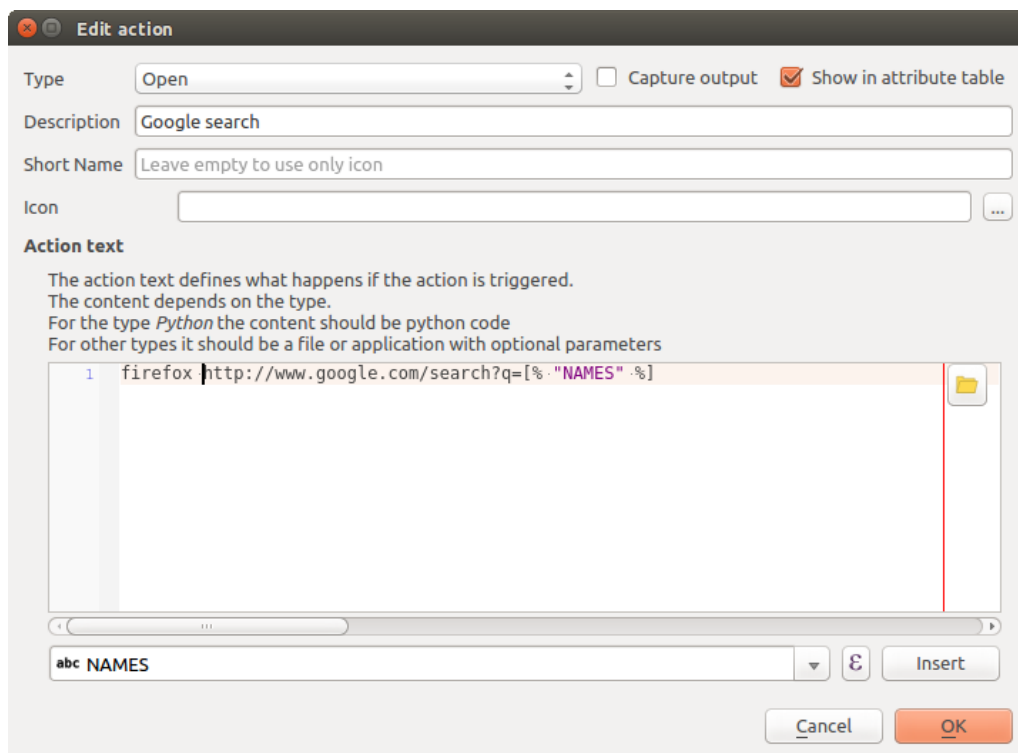 Edit action
Type Open Capture output Show in attribute table
Description Google search
Short Name Leave empty to use only icon
Icon ...
Action text
The action text defines what happens if the action is triggered.
The content depends on the type.
For the type Python the content should be python code
For other types it should be a file or application with optional parameters
1 firefox http://www.google.com/search?q=[% "NAMES" %]
abc NAMES ε Insert
Cancel OK